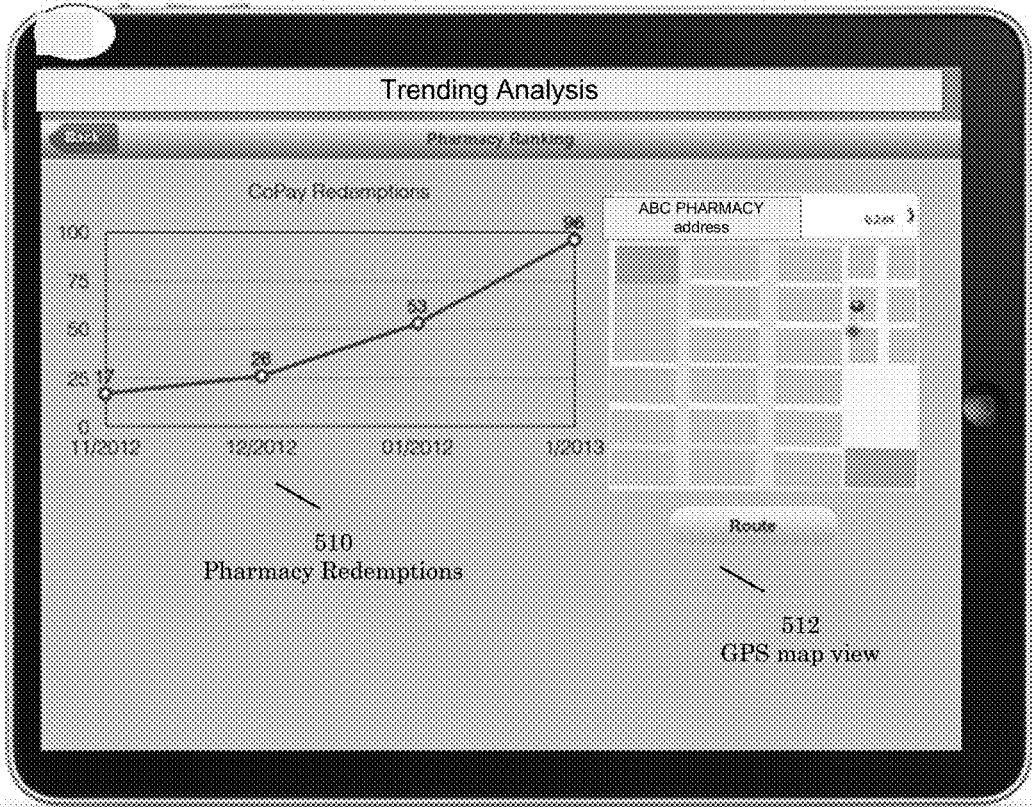 Trending Analysis
Pharmacy Ranking
CoPay Redemptions
ABC PHARMACY
address
100
75
50
25
0
17
26
53
96
11/2012
12/2012
01/2012
1/2013
Route
510
Pharmacy Redemptions
512
GPS map view